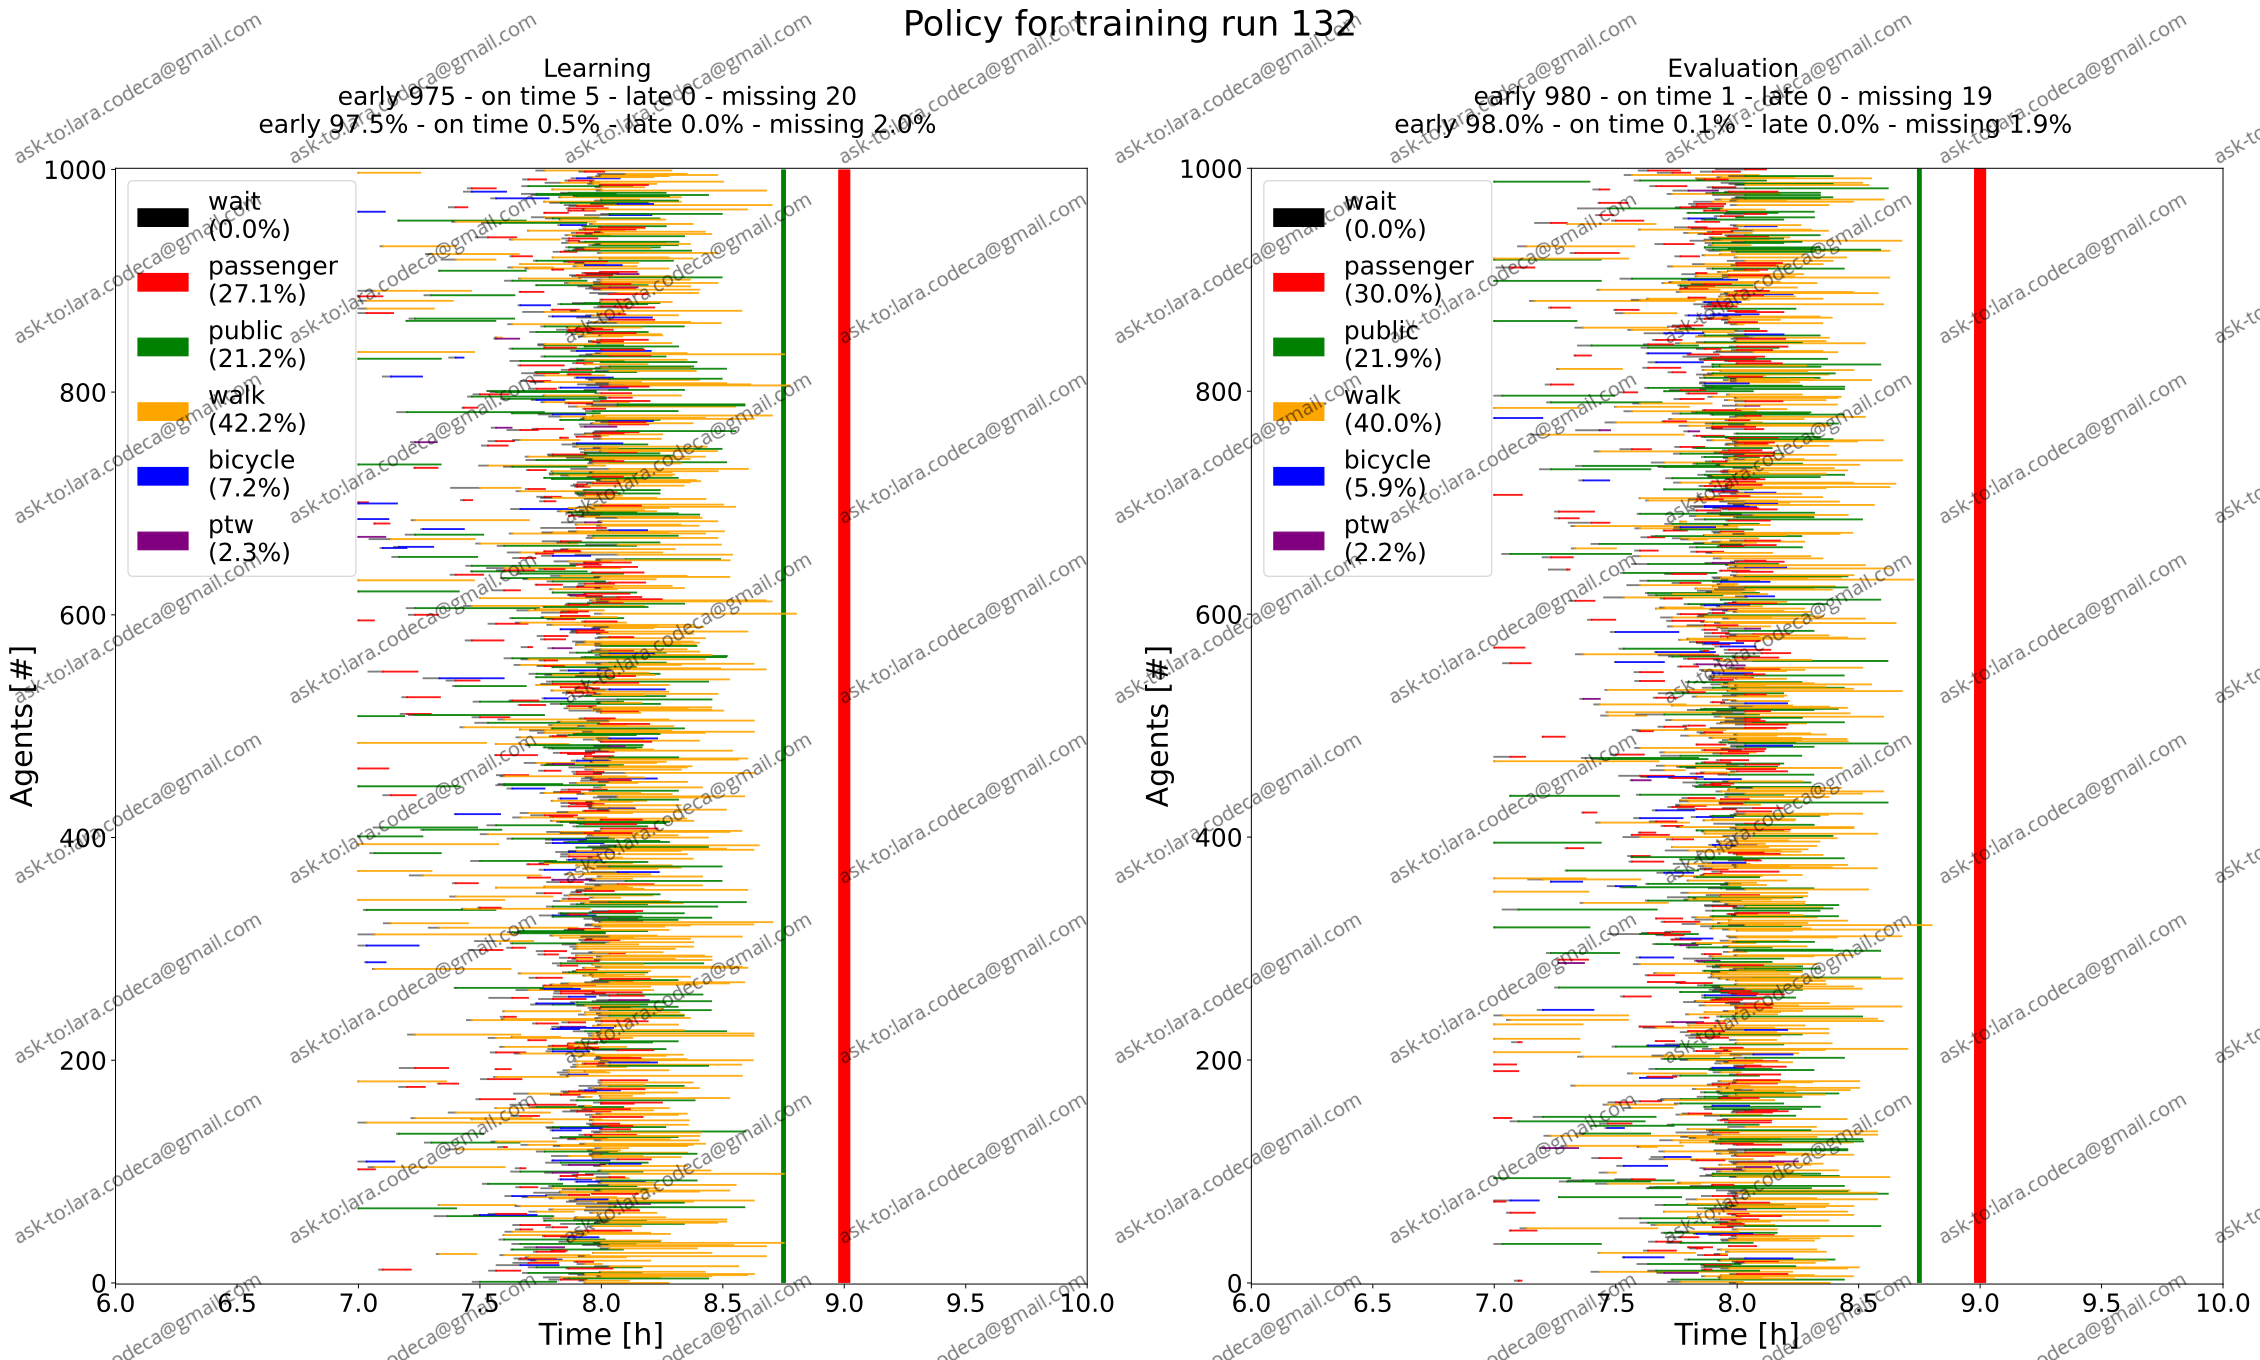 Policy for training run 132
Learning
early 975 - on time 5 - late 0 - missing 20
early 97.5% - on time 0.5% - late 0.0% - missing 2.0%
1000
800
600
400
200
0
Agents [#]
wait
(0.0%)
passenger
(27.1%)
public
(21.2%)
walk
(42.2%)
bicycle
(7.2%)
ptw
(2.3%)
6.0 6.5 7.0 7.5 8.0 8.5 9.0 9.5 10.0
Time [h]
Evaluation
early 980 - on time 1 - late 0 - missing 19
early 98.0% - on time 0.1% - late 0.0% - missing 1.9%
1000
800
600
400
200
0
Agents [#]
wait
(0.0%)
passenger
(30.0%)
public
(21.9%)
walk
(40.0%)
bicycle
(5.9%)
ptw
(2.2%)
6.0 6.5 7.0 7.5 8.0 8.5 9.0 9.5 10.0
Time [h]
ask-to:lara.codeca@gmail.com